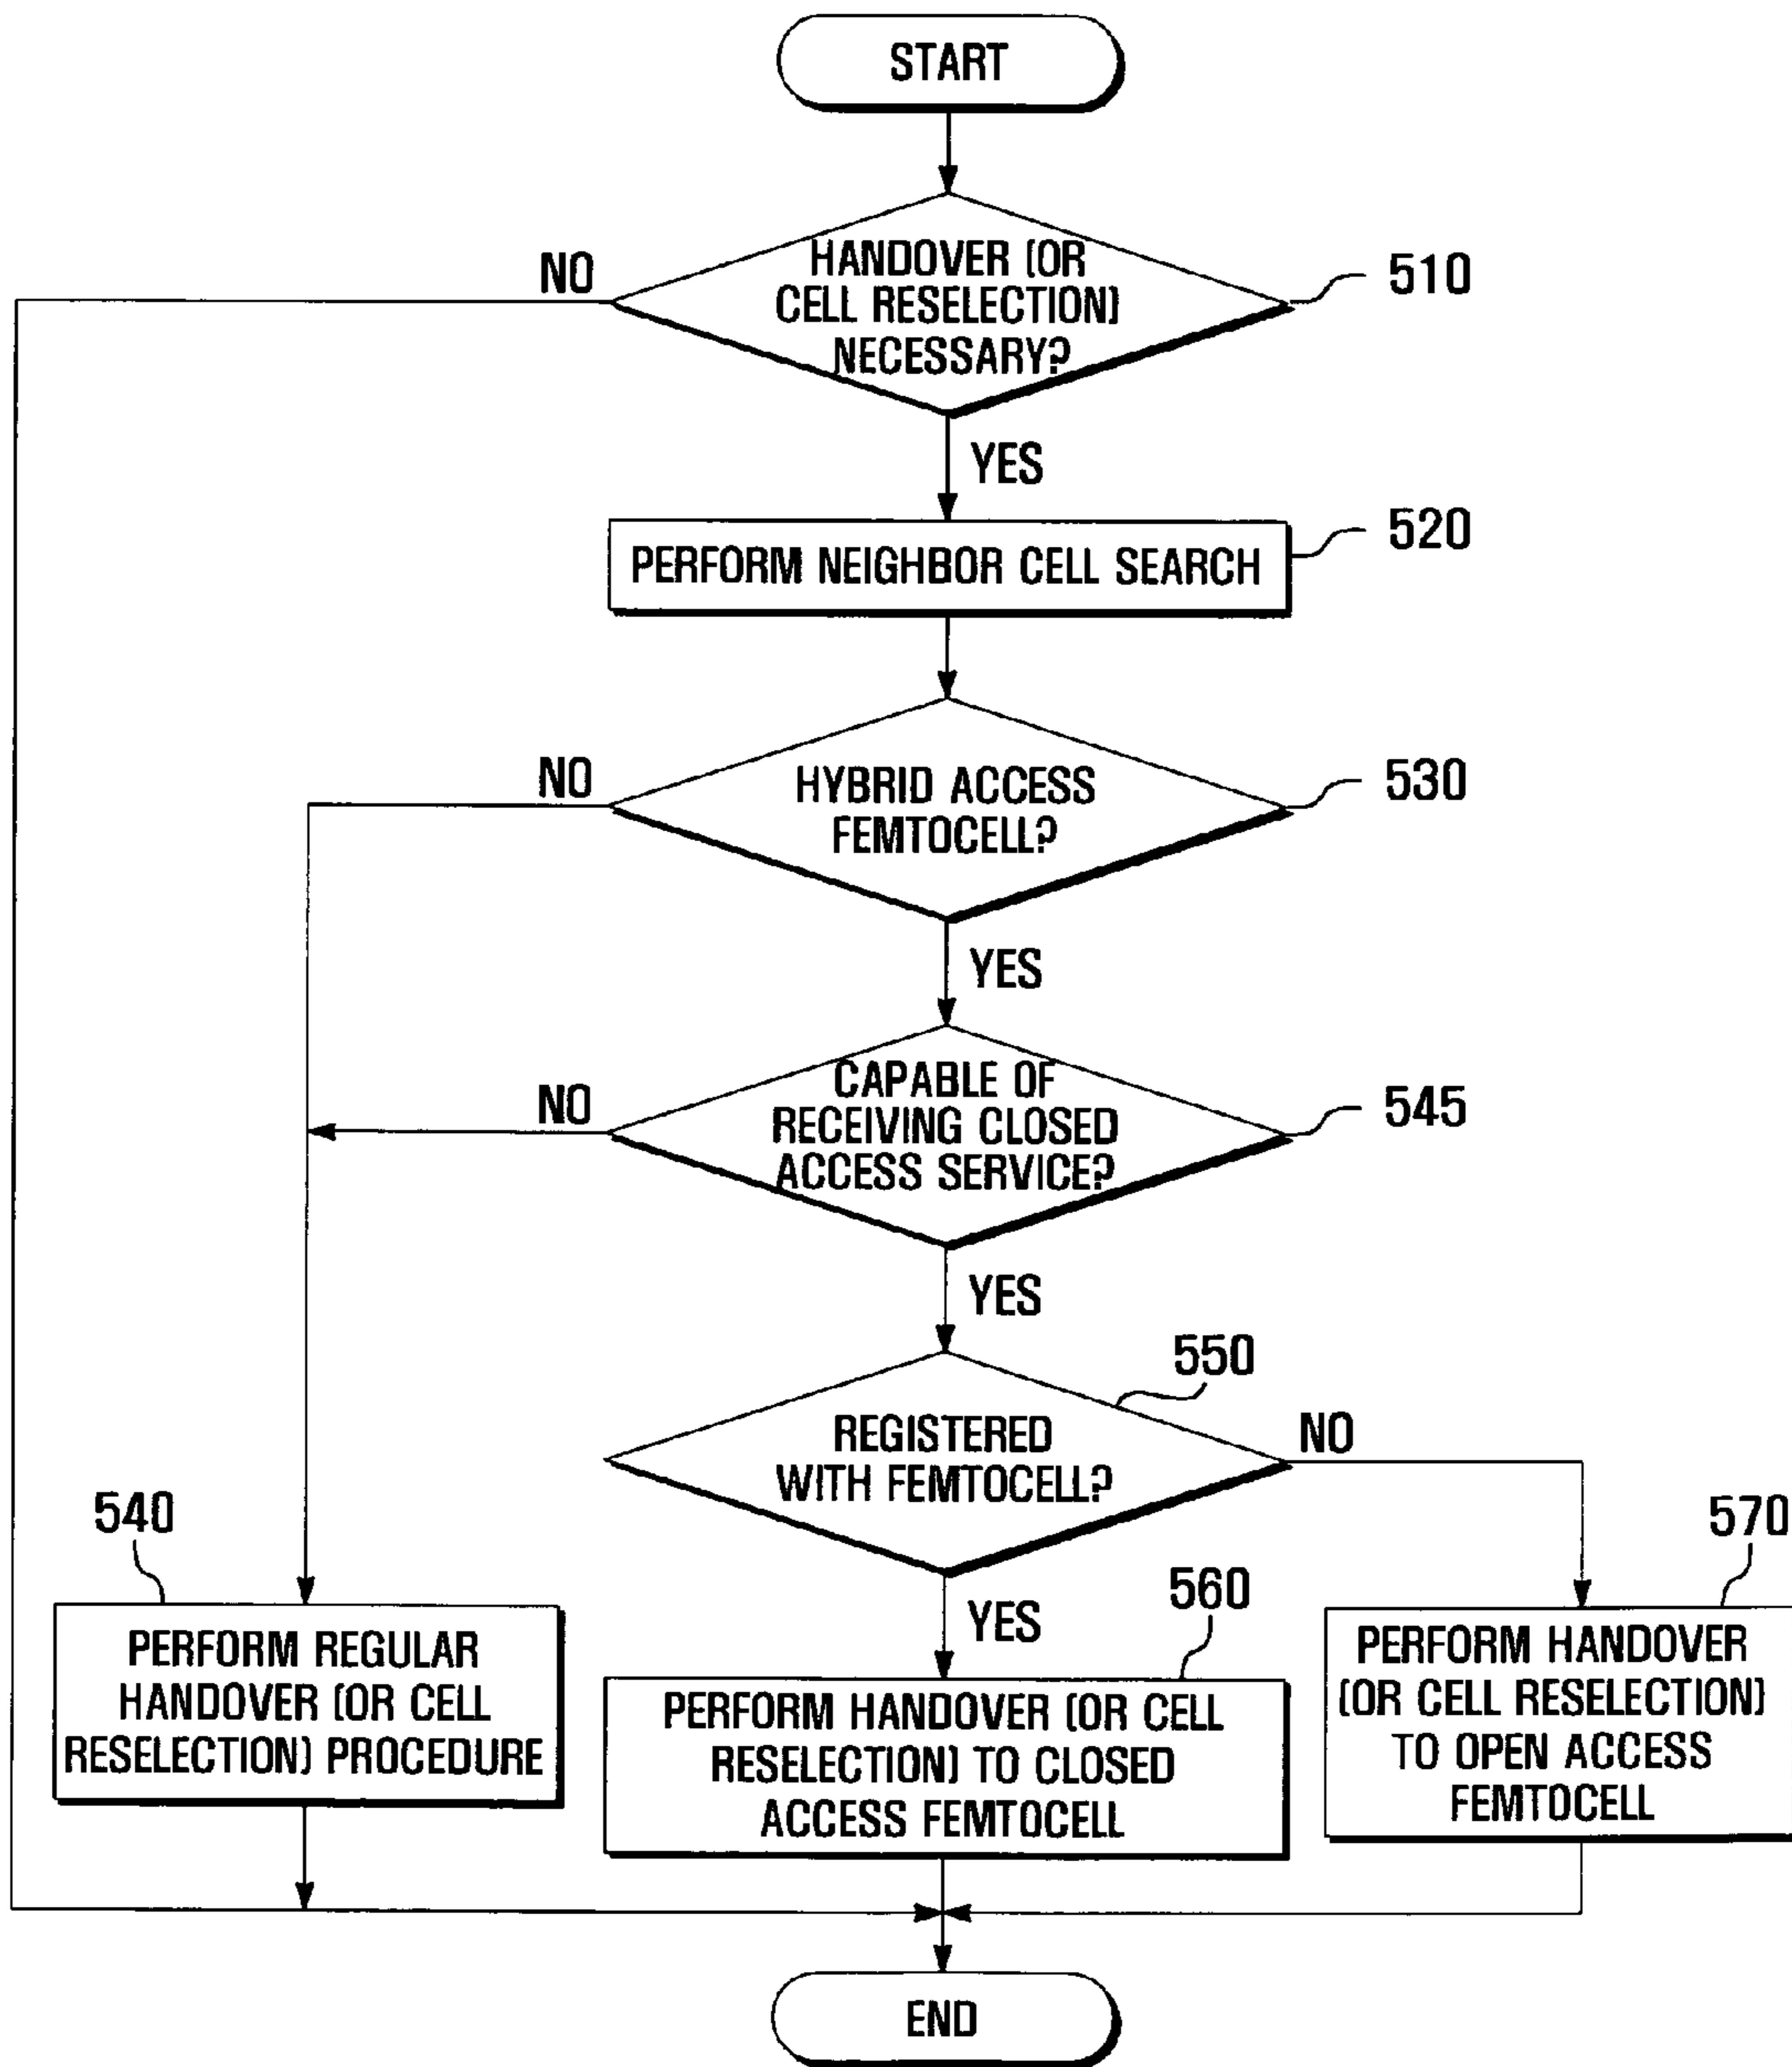 START
HANDOVER (OR
CELL RESELECTION)
NECESSARY?
510
NO
YES
PERFORM NEIGHBOR CELL SEARCH
520
HYBRID ACCESS
FEMTOCELL?
530
NO
YES
CAPABLE OF
RECEIVING CLOSED
ACCESS SERVICE?
545
NO
YES
550
REGISTERED
WITH FEMTOCELL?
NO
YES
540
PERFORM REGULAR
HANDOVER (OR CELL
RESELECTION) PROCEDURE
560
PERFORM HANDOVER (OR CELL
RESELECTION) TO CLOSED
ACCESS FEMTOCELL
570
PERFORM HANDOVER
(OR CELL RESELECTION)
TO OPEN ACCESS
FEMTOCELL
END